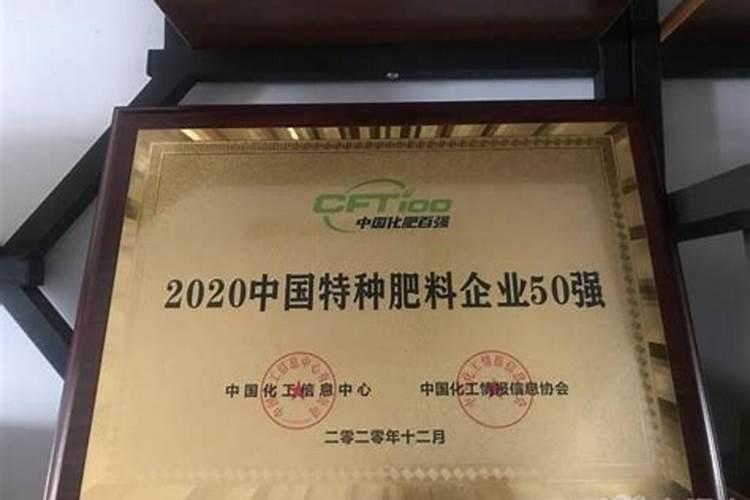 CFT100
中国化肥百强
2020中国特种肥料企业50强
中国化工信息中心 中国化工情报信息协会
二零二零年十二月